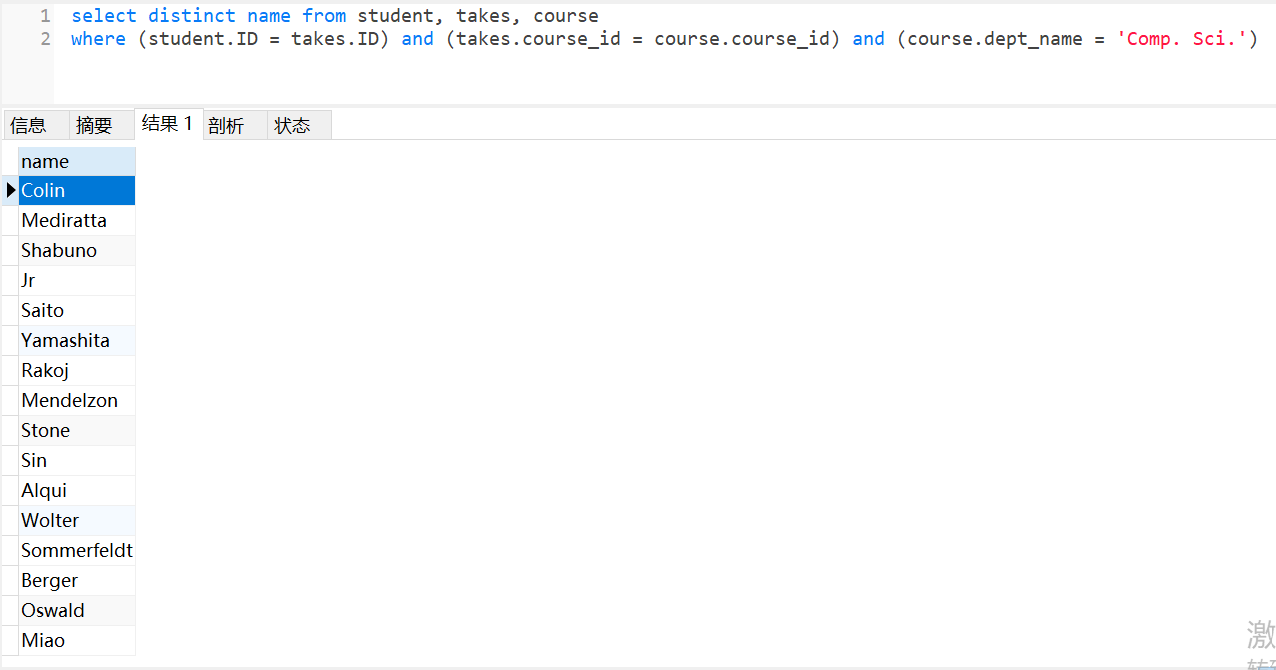 1 select distinct name from student, takes, course
2 where (student.ID = takes.ID) and (takes.course_id = course.course_id) and (course.dept_name = 'Comp. Sci.')
信息 摘要 结果 1 剖析 状态
name
Colin
Mediratta
Shabuno
Jr
Saito
Yamashita
Rakoj
Mendelzon
Stone
Sin
Alqui
Wolter
Sommerfeldt
Berger
Oswald
Miao
激